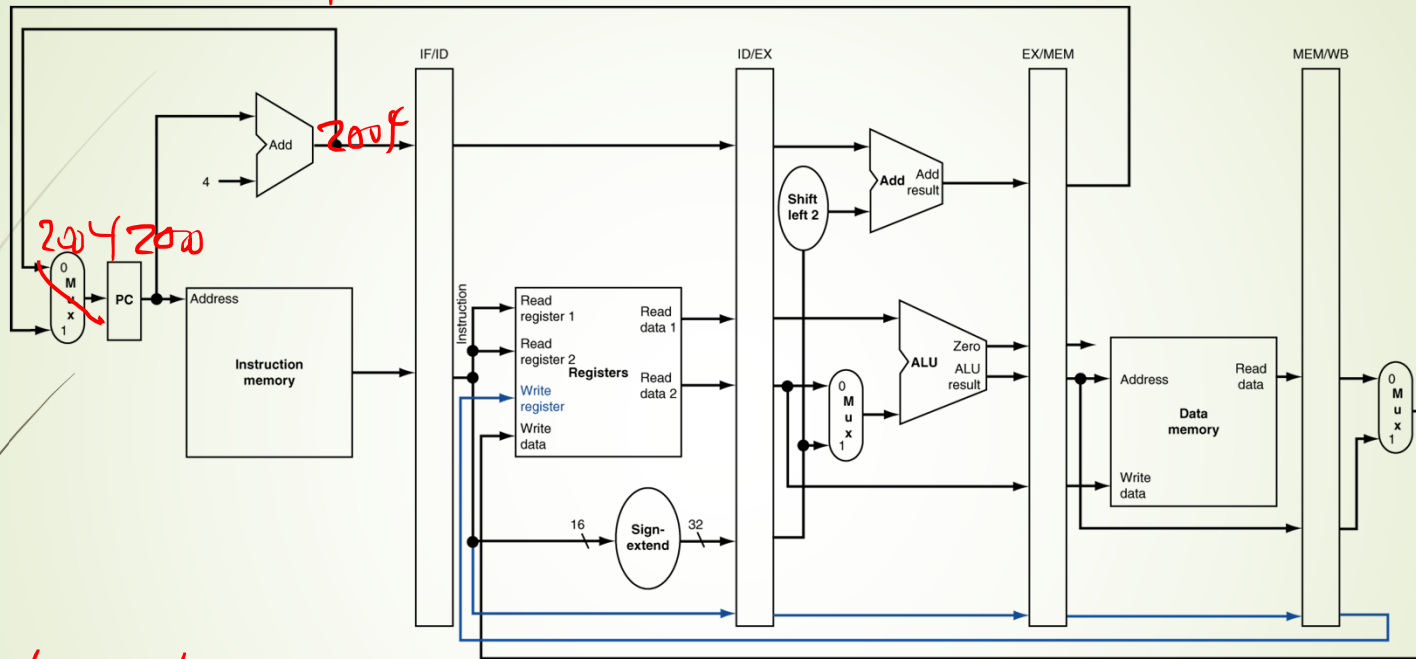 IF/ID
ID/EX
EX/MEM
MEM/WB
Add
2004
4
Shift
left 2
Add
Add
result
2004 2000
0
M
u
x
1
PC
Address
Instruction
memory
Instruction
Read
register 1
Read
register 2
Write
register
Write
data
Registers
Read
data 1
Read
data 2
16
Sign-
extend
32
0
M
u
x
1
Zero
ALU
ALU
result
Address
Read
data
Data
memory
Write
data
0
M
u
x
1